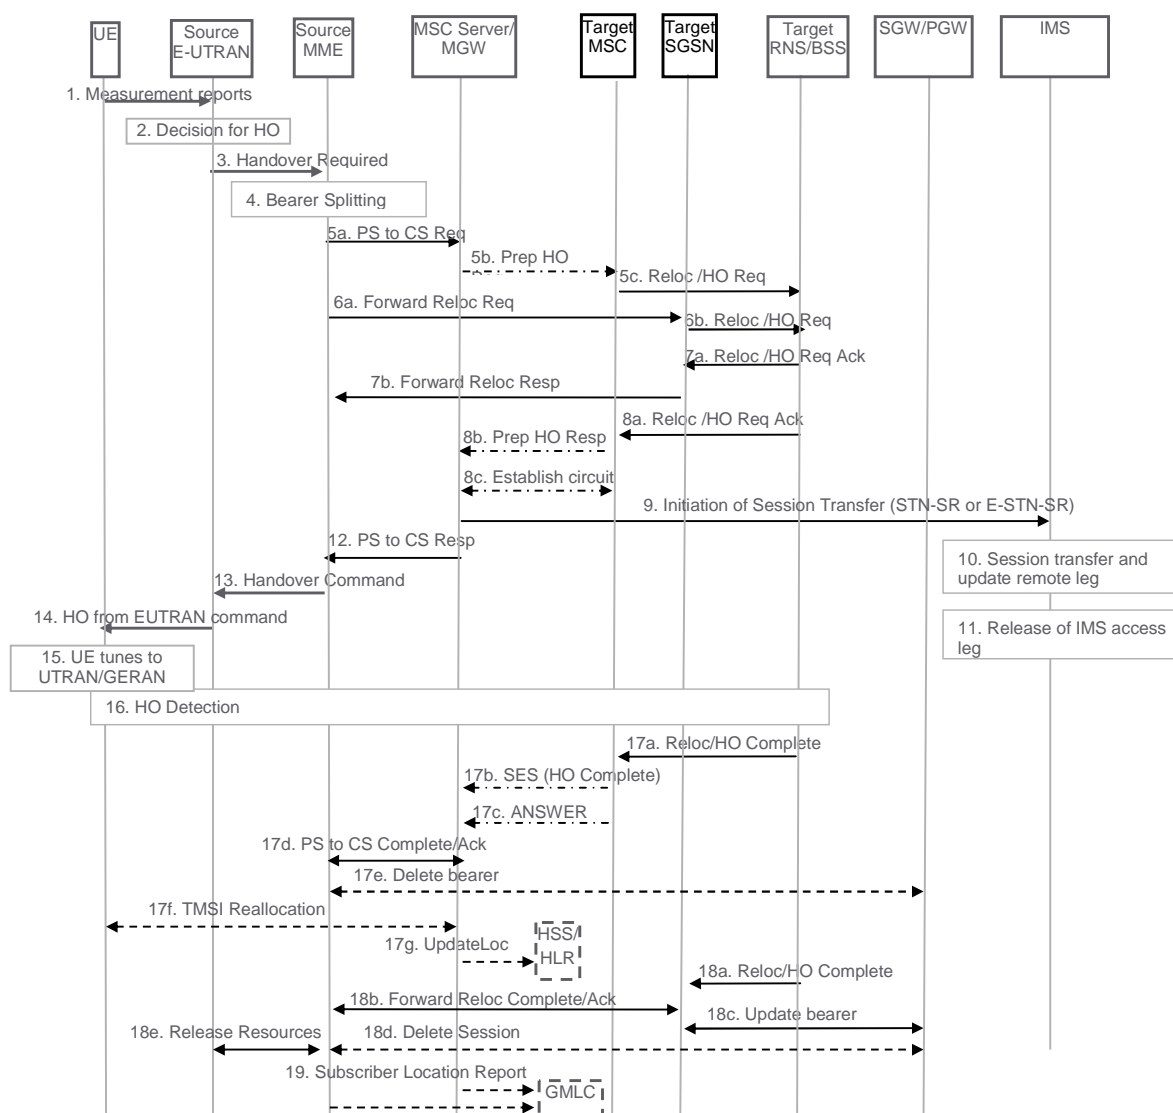 UE
Source
E-UTRAN
Source
MME
MSC Server/
MGW
Target
MSC
Target
SGSN
Target
RNS/BSS
SGW/PGW
IMS
1. Measurement reports
2. Decision for HO
3. Handover Required
4. Bearer Splitting
5a. PS to CS Req
5b. Prep HO
5c. Reloc /HO Req
6a. Forward Reloc Req
6b. Reloc /HO Req
7a. Reloc /HO Req Ack
7b. Forward Reloc Resp
8a. Reloc /HO Req Ack
8b. Prep HO Resp
8c. Establish circuit
9. Initiation of Session Transfer (STN-SR or E-STN-SR)
12. PS to CS Resp
10. Session transfer and
update remote leg
13. Handover Command
14. HO from EUTRAN command
11. Release of IMS access
leg
15. UE tunes to
UTRAN/GERAN
16. HO Detection
17a. Reloc/HO Complete
17b. SES (HO Complete)
17c. ANSWER
17d. PS to CS Complete/Ack
17e. Delete bearer
17f. TMSI Reallocation
17g. UpdateLoc
HSS/
HLR
18a. Reloc/HO Complete
18b. Forward Reloc Complete/Ack
18c. Update bearer
18e. Release Resources
18d. Delete Session
19. Subscriber Location Report
GMLC